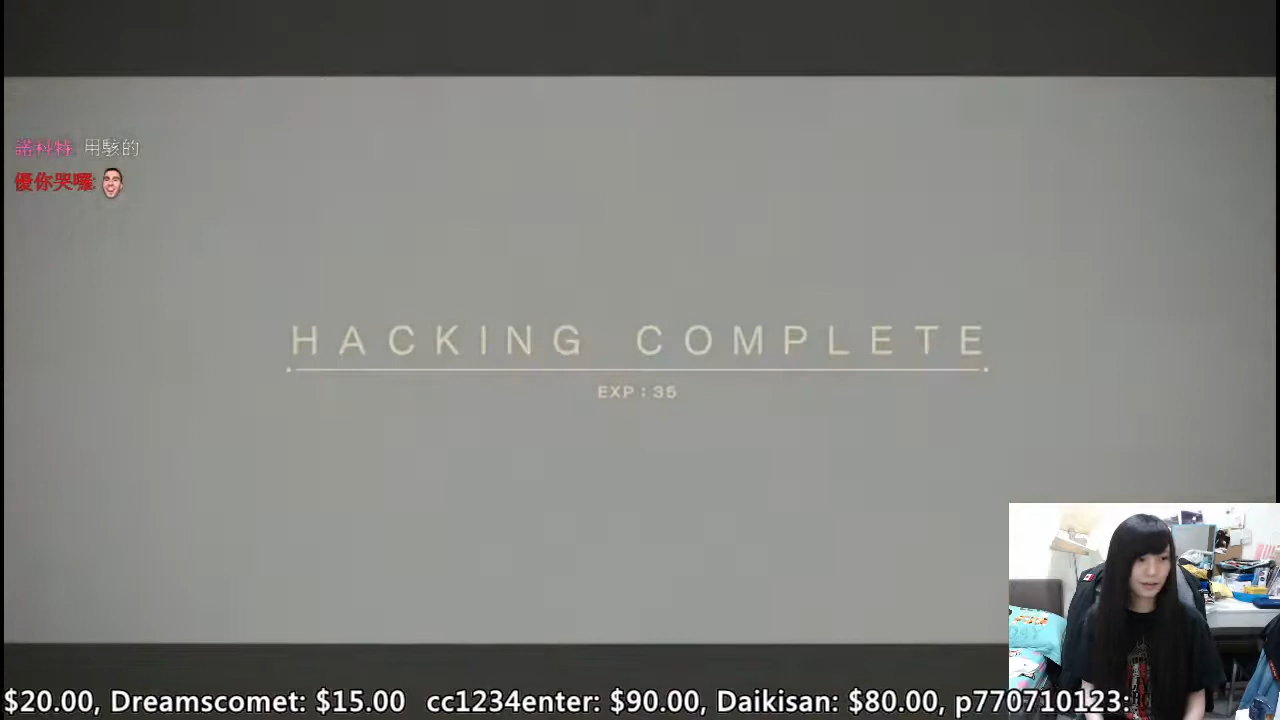 諾科特: 用駭的
優你哭囉:
HACKING COMPLETE
EXP : 35
$20.00, Dreamscomet: $15.00 cc1234enter: $90.00, Daikisan: $80.00, p770710123: